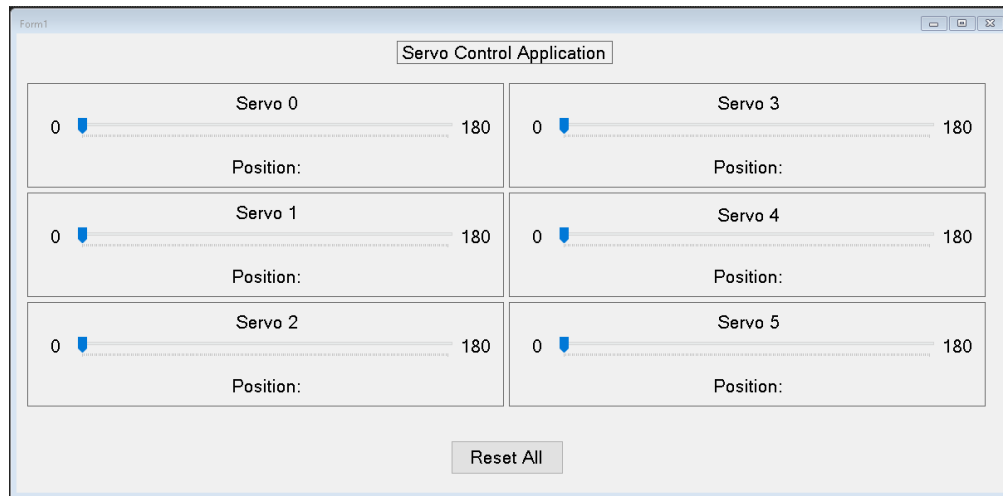 Form1
Servo Control Application
Servo 0
0 180
Position:
Servo 3
0 180
Position:
Servo 1
0 180
Position:
Servo 4
0 180
Position:
Servo 2
0 180
Position:
Servo 5
0 180
Position:
Reset All